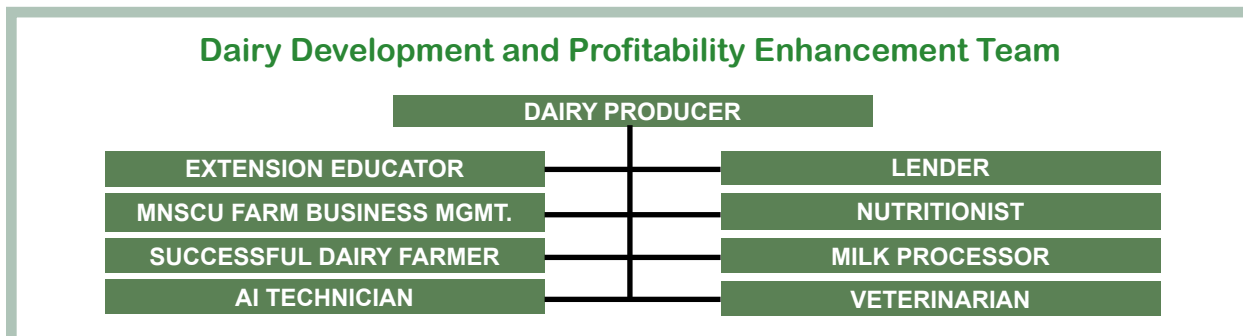 Dairy Development and Profitability Enhancement Team
DAIRY PRODUCER
EXTENSION EDUCATOR
LENDER
MNSCU FARM BUSINESS MGMT.
NUTRITIONIST
SUCCESSFUL DAIRY FARMER
MILK PROCESSOR
AI TECHNICIAN
VETERINARIAN